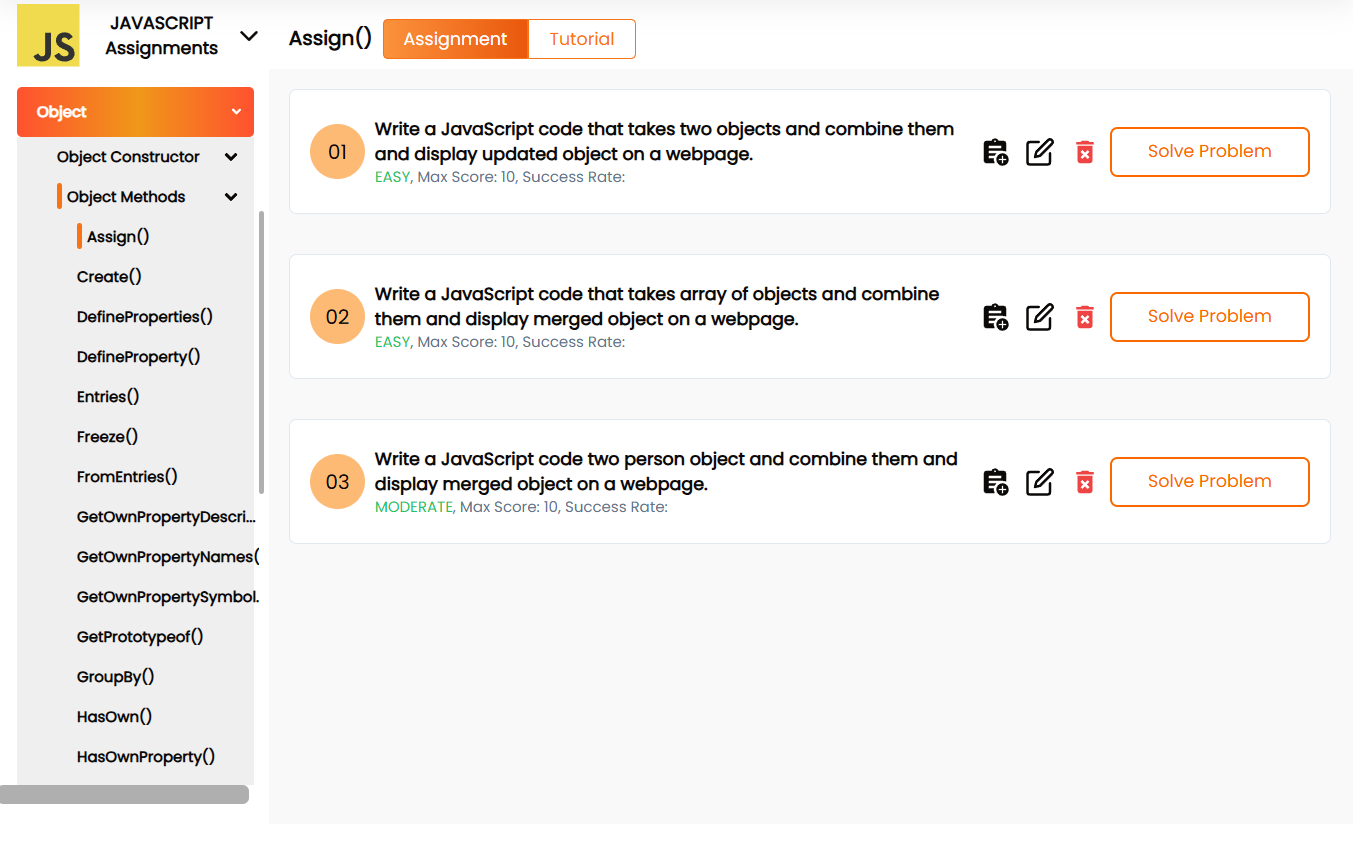 JS
JAVASCRIPT
Assignments
Assign()
Assignment
Tutorial
Object
Object Constructor
Object Methods
Assign()
Create()
DefineProperties()
DefineProperty()
Entries()
Freeze()
FromEntries()
GetOwnPropertyDescri...
GetOwnPropertyNames(
GetOwnPropertySymbol.
GetPrototypeof()
GroupBy()
HasOwn()
HasOwnProperty()
01
Write a JavaScript code that takes two objects and combine them
and display updated object on a webpage.
EASY, Max Score: 10, Success Rate:
Solve Problem
02
Write a JavaScript code that takes array of objects and combine
them and display merged object on a webpage.
EASY, Max Score: 10, Success Rate:
Solve Problem
03
Write a JavaScript code two person object and combine them and
display merged object on a webpage.
MODERATE, Max Score: 10, Success Rate:
Solve Problem